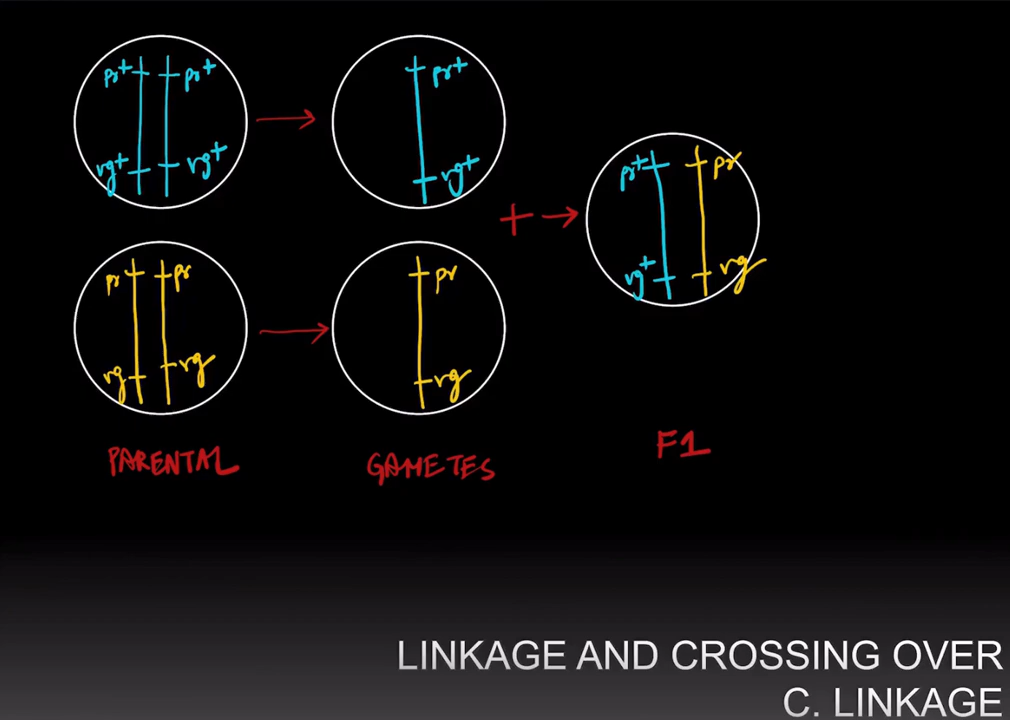 pr+ pr+
vg+ vg+
pr+
vg+
pr+ pr
vg+ vg
+
pr pr
vg vg
pr
vg
PARENTAL
GAMETES
F1
LINKAGE AND CROSSING OVER
C. LINKAGE